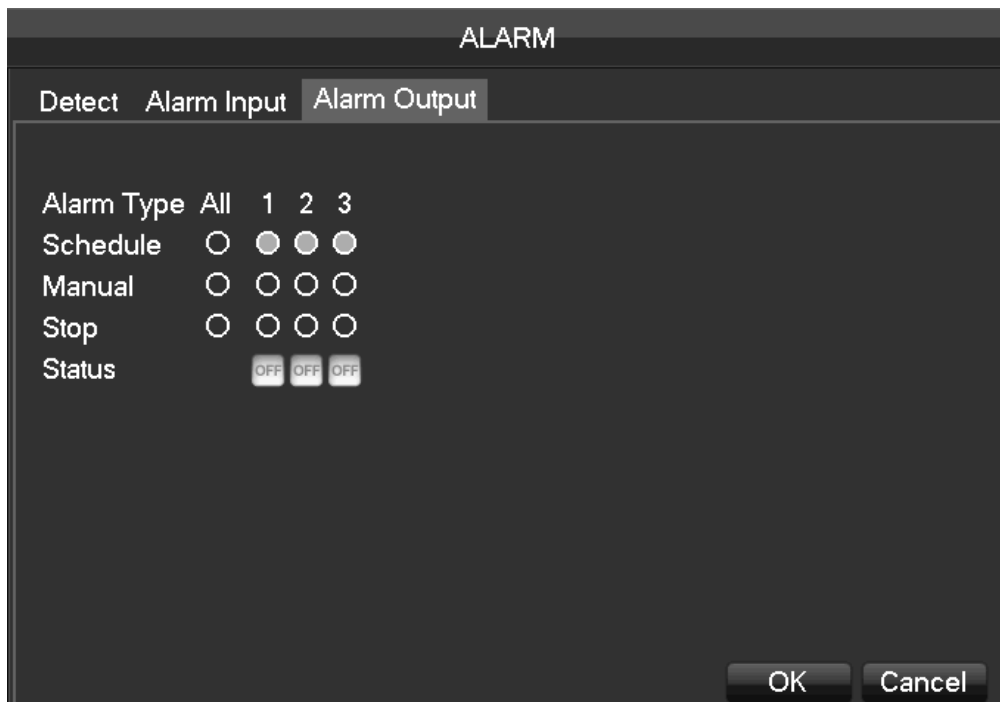 ALARM
Detect Alarm Input Alarm Output
Alarm Type All 1 2 3
Schedule
Manual
Stop
Status OFF OFF OFF
OK Cancel